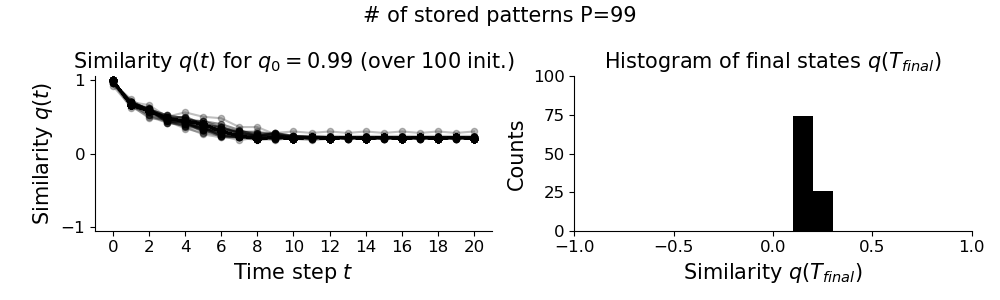 # of stored patterns P=99
Similarity q(t) for q₀ = 0.99 (over 100 init.)
1
0
−1
0 2 4 6 8 10 12 14 16 18 20
Similarity q(t)
Time step t
Histogram of final states q(T_final)
100
75
50
25
0
−1.0 −0.5 0.0 0.5 1.0
Counts
Similarity q(T_final)